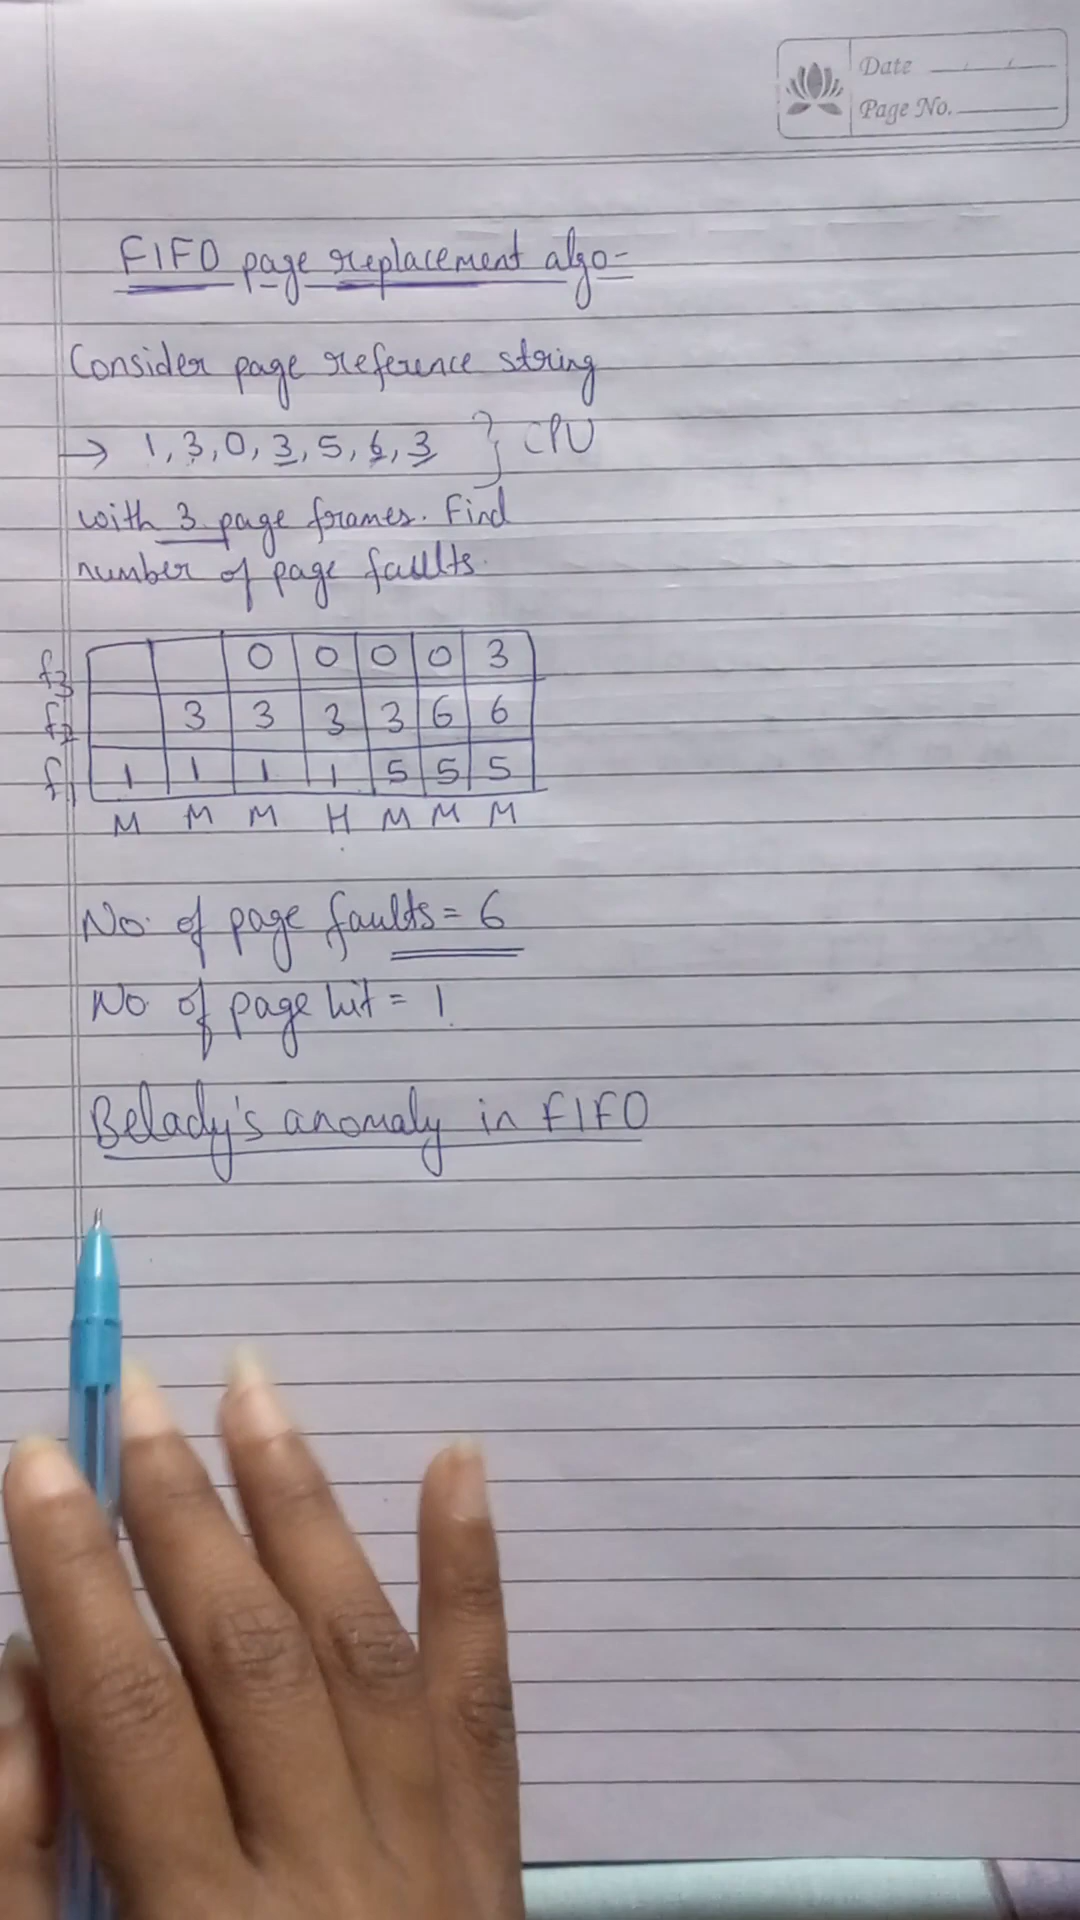 Date
Page No.
FIFO page replacement algo-
Consider page reference string
→ 1, 3, 0, 3, 5, 6, 3 } CPU
with 3 page frames. Find
number of page faults.
f3 0 0 0 0 3
f2 3 3 3 3 6 6
f1 1 1 1 1 5 5 5
M M M H M M M
No. of page faults = 6
No. of page hit = 1
Belady's anomaly in FIFO